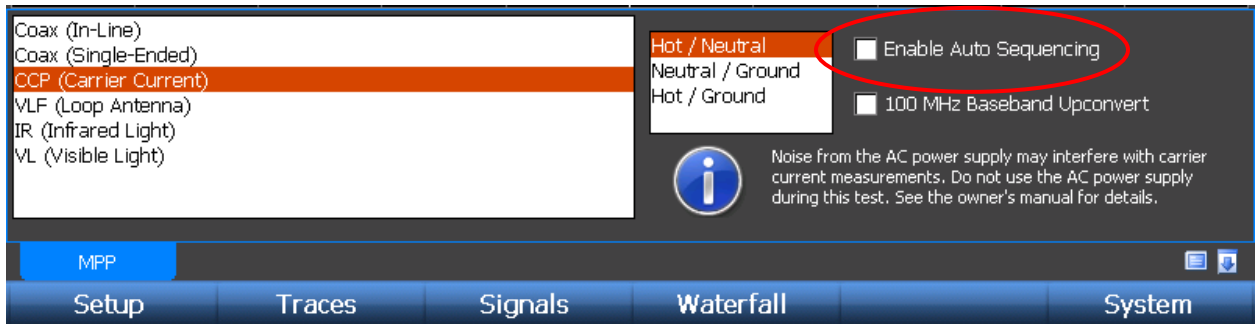 Coax (In-Line)
Coax (Single-Ended)
CCP (Carrier Current)
VLF (Loop Antenna)
IR (Infrared Light)
VL (Visible Light)
Hot / Neutral
Neutral / Ground
Hot / Ground
Enable Auto Sequencing
100 MHz Baseband Upconvert
Noise from the AC power supply may interfere with carrier
current measurements. Do not use the AC power supply
during this test. See the owner's manual for details.
MPP
Setup
Traces
Signals
Waterfall
System